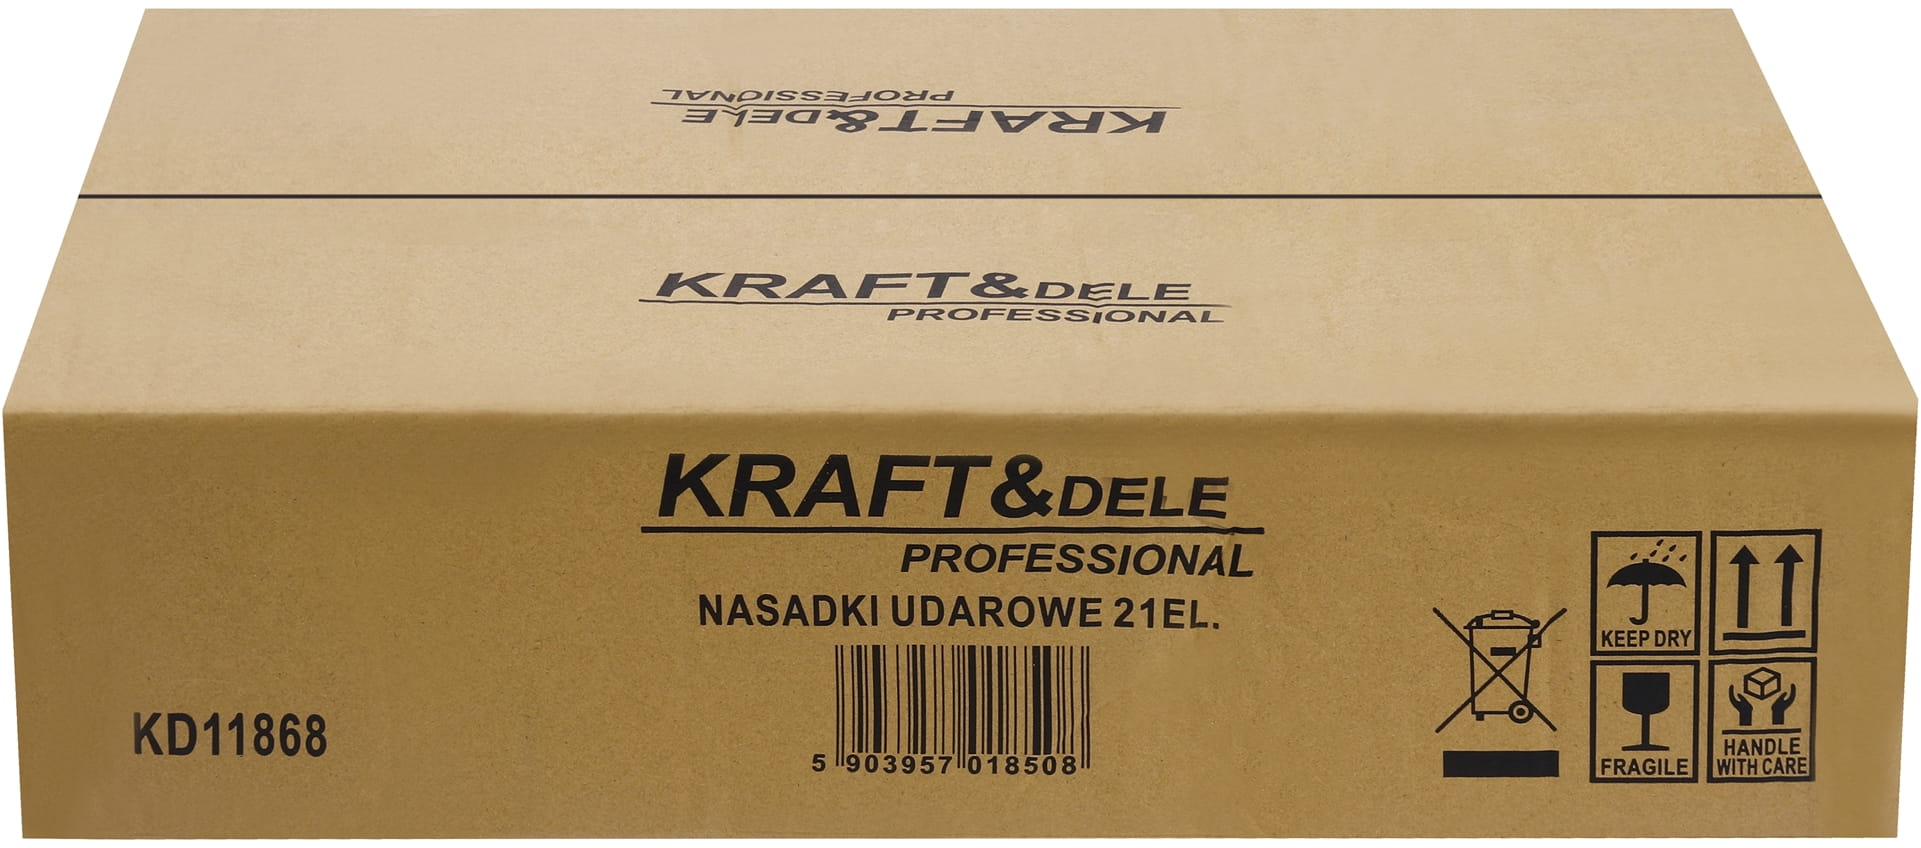 KRAFT&DELE
PROFESSIONAL
KRAFT&DELE
PROFESSIONAL
KRAFT&DELE
PROFESSIONAL
NASADKI UDAROWE 21EL.
5 903957 018508
KD11868
KEEP DRY
FRAGILE
HANDLE
WITH CARE